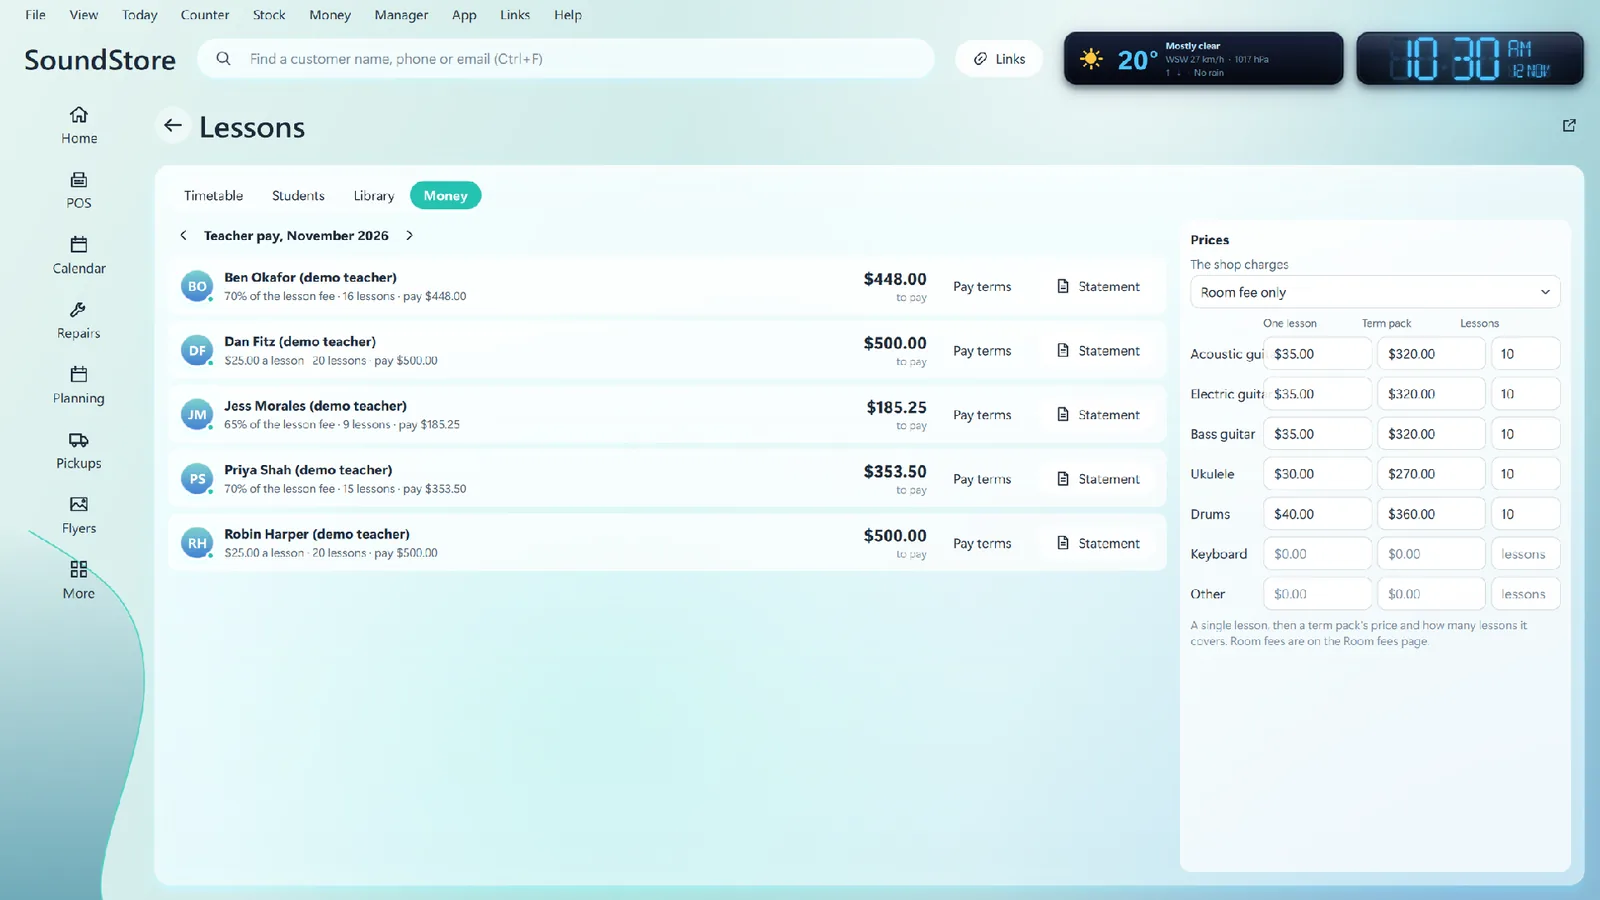 File View Today Counter Stock Money Manager App Links Help
SoundStore
Find a customer name, phone or email (Ctrl+F)
Links
20° Mostly clear
WSW 27 km/h · 1017 hPa
No rain
10:30 AM
12 NOV
Home
POS
Calendar
Repairs
Planning
Pickups
Flyers
More
Lessons
Timetable Students Library Money
Teacher pay, November 2026
Ben Okafor (demo teacher)
70% of the lesson fee · 16 lessons · pay $448.00
$448.00
to pay
Pay terms Statement
Dan Fitz (demo teacher)
$25.00 a lesson · 20 lessons · pay $500.00
$500.00
to pay
Pay terms Statement
Jess Morales (demo teacher)
65% of the lesson fee · 9 lessons · pay $185.25
$185.25
to pay
Pay terms Statement
Priya Shah (demo teacher)
70% of the lesson fee · 15 lessons · pay $353.50
$353.50
to pay
Pay terms Statement
Robin Harper (demo teacher)
$25.00 a lesson · 20 lessons · pay $500.00
$500.00
to pay
Pay terms Statement
BO
DF
JM
PS
RH
Prices
The shop charges
Room fee only
One lesson Term pack Lessons
Acoustic gui $35.00 $320.00 10
Electric guita $35.00 $320.00 10
Bass guitar $35.00 $320.00 10
Ukulele $30.00 $270.00 10
Drums $40.00 $360.00 10
Keyboard $0.00 $0.00 lessons
Other $0.00 $0.00 lessons
A single lesson, then a term pack's price and how many lessons it
covers. Room fees are on the Room fees page.